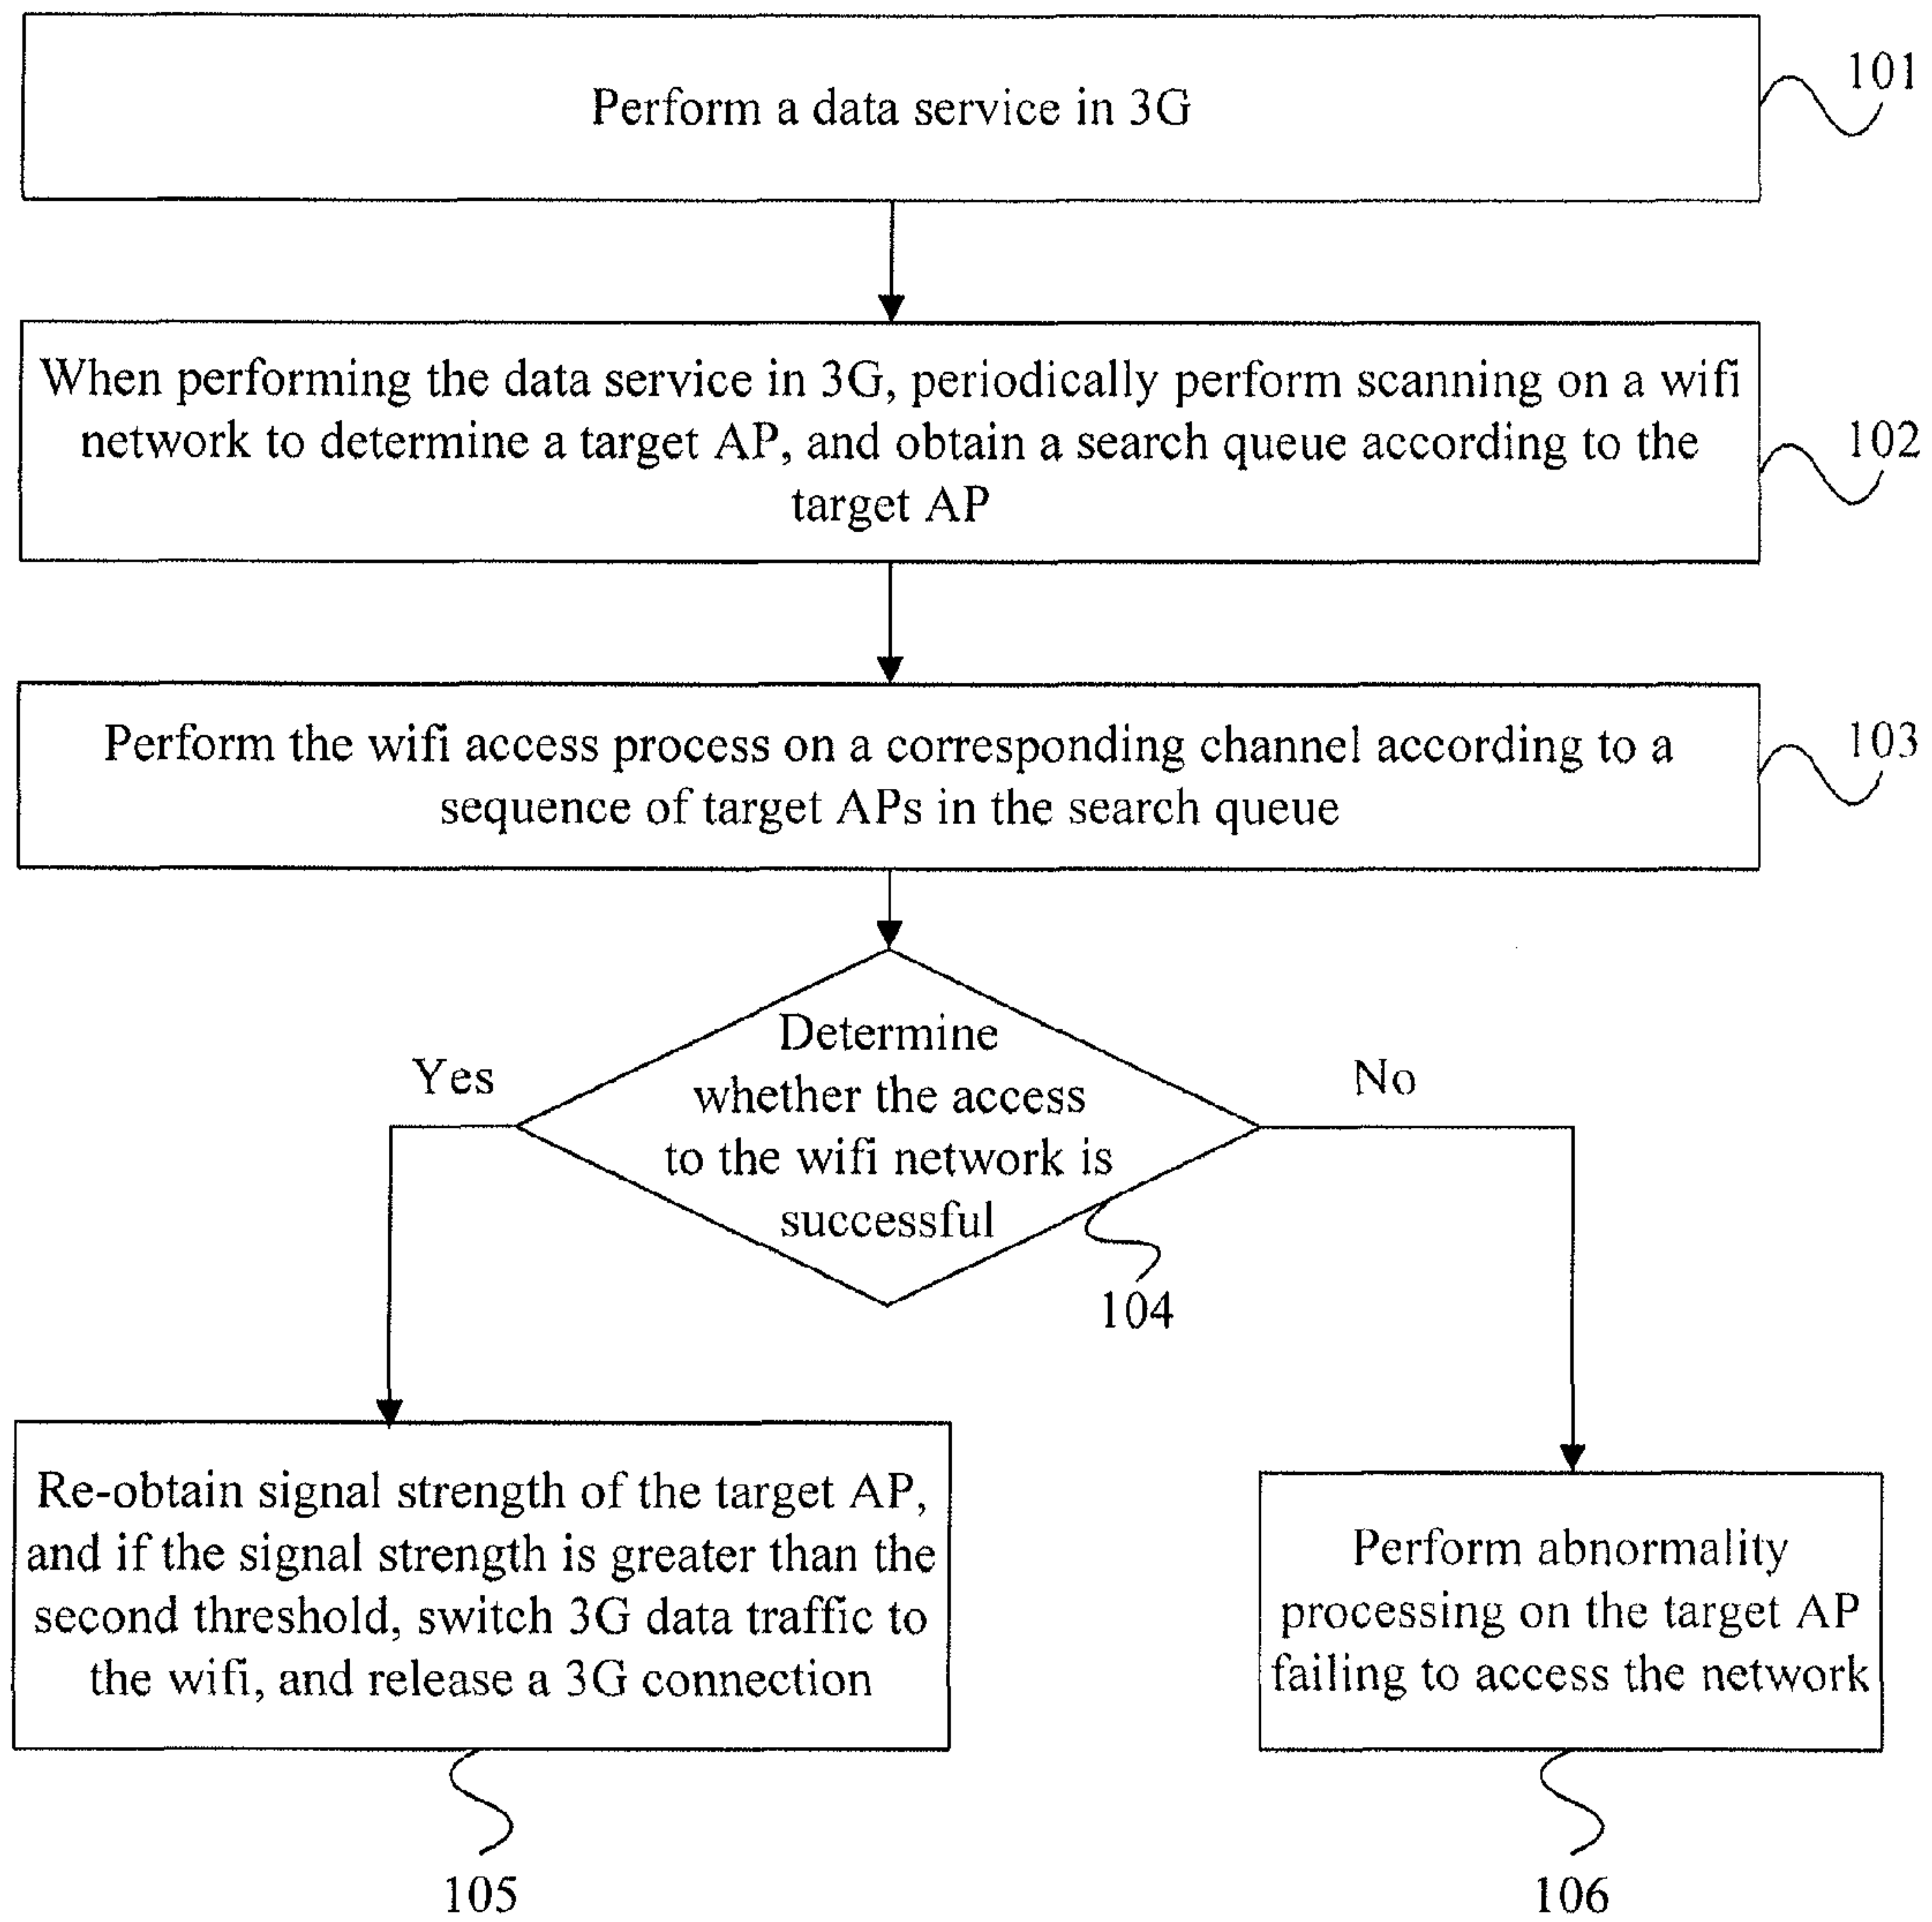 Perform a data service in 3G
101
When performing the data service in 3G, periodically perform scanning on a wifi
network to determine a target AP, and obtain a search queue according to the
target AP
102
Perform the wifi access process on a corresponding channel according to a
sequence of target APs in the search queue
103
Determine
whether the access
to the wifi network is
successful
104
Yes
No
Re-obtain signal strength of the target AP,
and if the signal strength is greater than the
second threshold, switch 3G data traffic to
the wifi, and release a 3G connection
105
Perform abnormality
processing on the target AP
failing to access the network
106